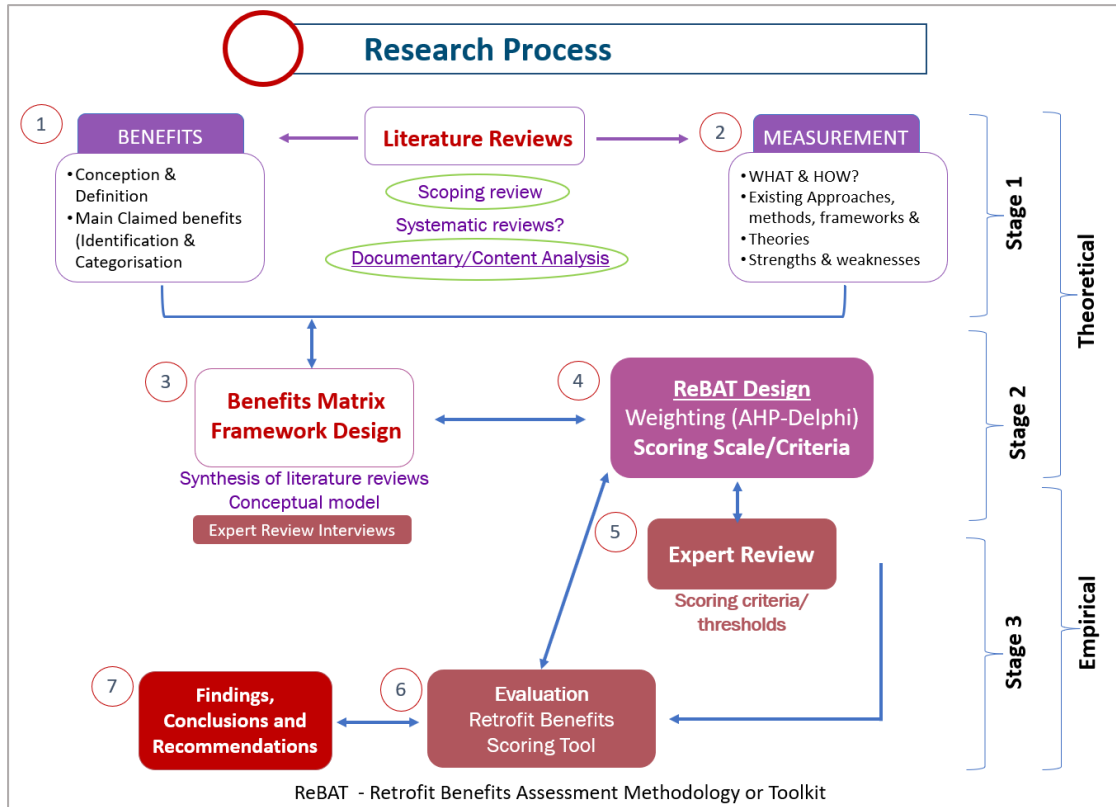 Research Process
1
BENEFITS
• Conception &
Definition
• Main Claimed benefits
(Identification &
Categorisation
Literature Reviews
Scoping review
Systematic reviews?
Documentary/Content Analysis
2
MEASUREMENT
• WHAT & HOW?
• Existing Approaches,
methods, frameworks &
• Theories
• Strengths & weaknesses
Stage 1
Theoretical
3
Benefits Matrix
Framework Design
Synthesis of literature reviews
Conceptual model
Expert Review Interviews
4
ReBAT Design
Weighting (AHP-Delphi)
Scoring Scale/Criteria
Stage 2
5
Expert Review
Scoring criteria/
thresholds
Stage 3
Empirical
7
Findings,
Conclusions and
Recommendations
6
Evaluation
Retrofit Benefits
Scoring Tool
ReBAT - Retrofit Benefits Assessment Methodology or Toolkit